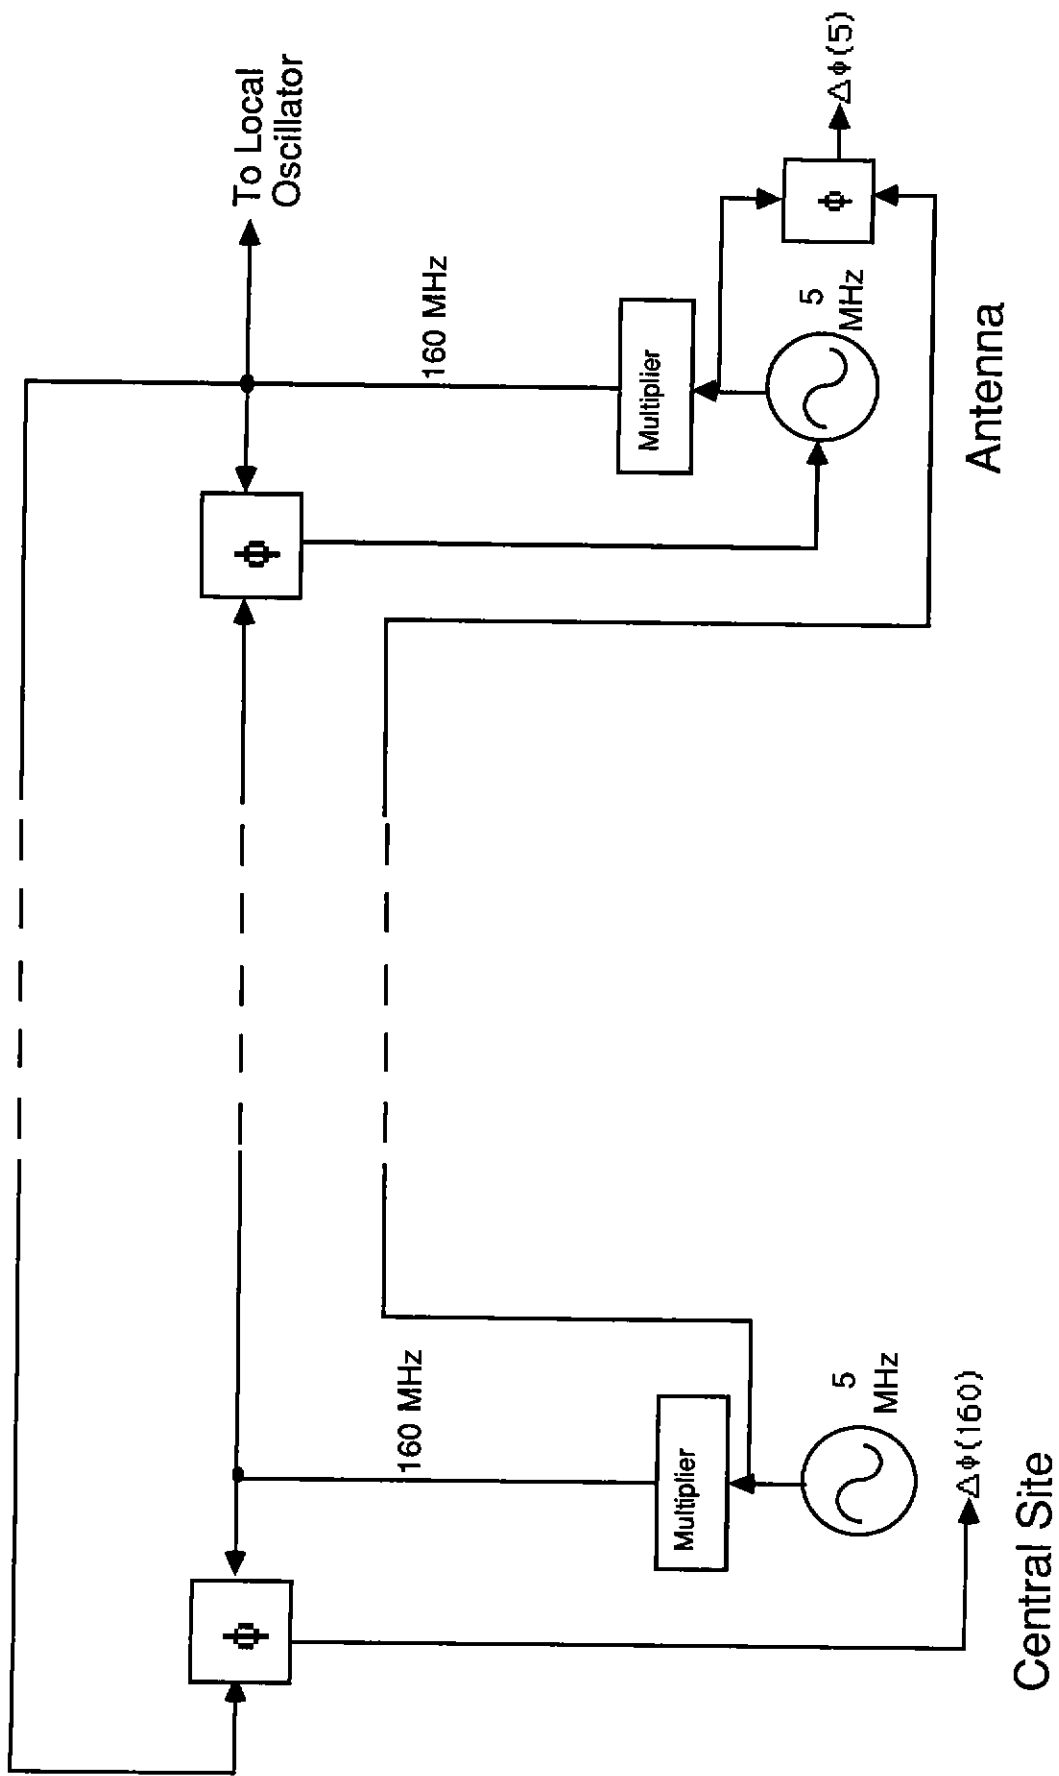 To Local
Oscillator
160 MHz
160 MHz
Φ
Φ
Multiplier
Multiplier
5
MHz
5
MHz
Φ
Δφ(5)
Δφ(160)
Central Site
Antenna